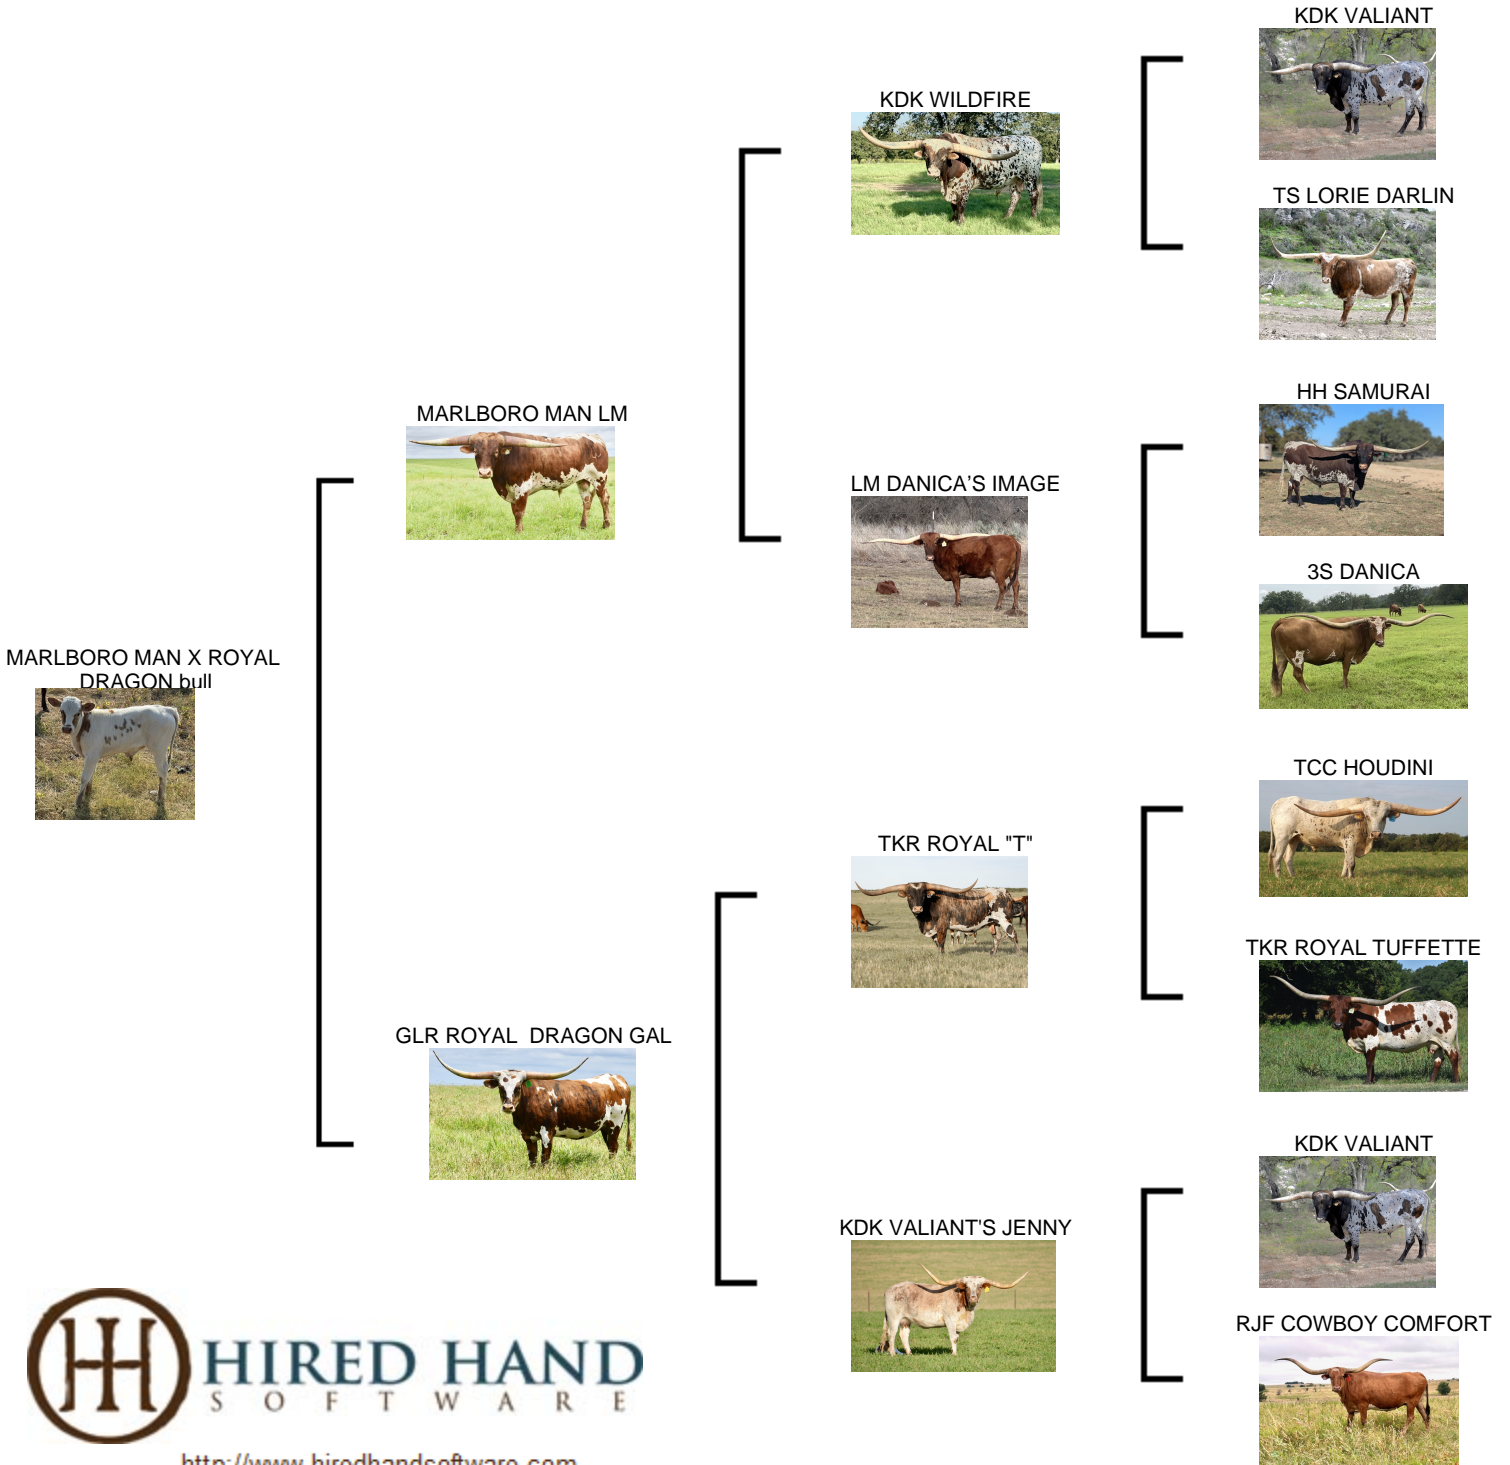 KDK VALIANT
KDK WILDFIRE
TS LORIE DARLIN
HH SAMURAI
MARLBORO MAN LM
LM DANICA'S IMAGE
3S DANICA
MARLBORO MAN X ROYAL
DRAGON bull
TCC HOUDINI
TKR ROYAL "T"
TKR ROYAL TUFFETTE
GLR ROYAL  DRAGON GAL
KDK VALIANT
KDK VALIANT'S JENNY
RJF COWBOY COMFORT
HIRED HAND
SOFTWARE
http://www.hiredhandsoftware.com